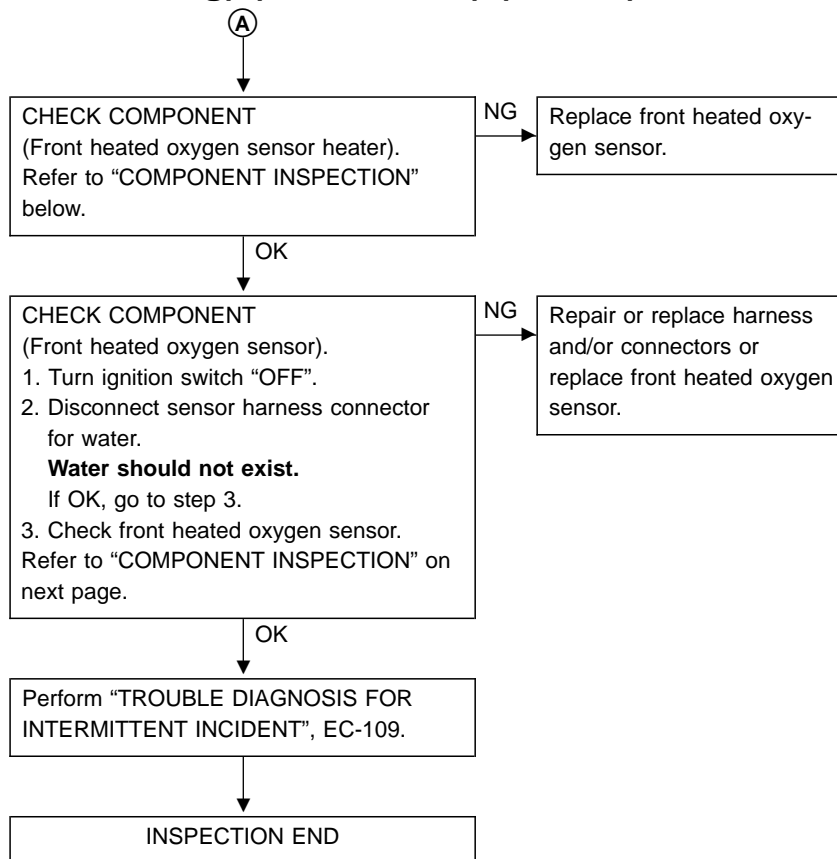 A
CHECK COMPONENT
(Front heated oxygen sensor heater).
Refer to “COMPONENT INSPECTION”
below.
NG
Replace front heated oxy-
gen sensor.
OK
CHECK COMPONENT
(Front heated oxygen sensor).
1. Turn ignition switch “OFF”.
2. Disconnect sensor harness connector
for water.
Water should not exist.
If OK, go to step 3.
3. Check front heated oxygen sensor.
Refer to “COMPONENT INSPECTION” on
next page.
NG
Repair or replace harness
and/or connectors or
replace front heated oxygen
sensor.
OK
Perform “TROUBLE DIAGNOSIS FOR
INTERMITTENT INCIDENT”, EC-109.
INSPECTION END